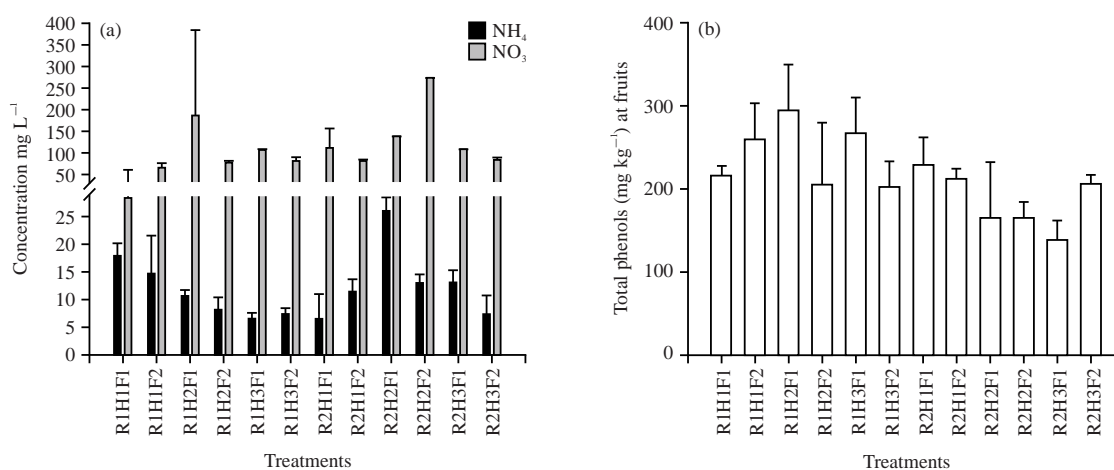 (a)
NH₄
NO₃
Concentration mg L⁻¹
400
350
300
250
200
150
100
50
25
20
15
10
5
0
R1H1F1
R1H1F2
R1H2F1
R1H2F2
R1H3F1
R1H3F2
R2H1F1
R2H1F2
R2H2F1
R2H2F2
R2H3F1
R2H3F2
Treatments
(b)
Total phenols (mg kg⁻¹) at fruits
400
300
200
100
0
R1H1F1
R1H1F2
R1H2F1
R1H2F2
R1H3F1
R1H3F2
R2H1F1
R2H1F2
R2H2F1
R2H2F2
R2H3F1
R2H3F2
Treatments